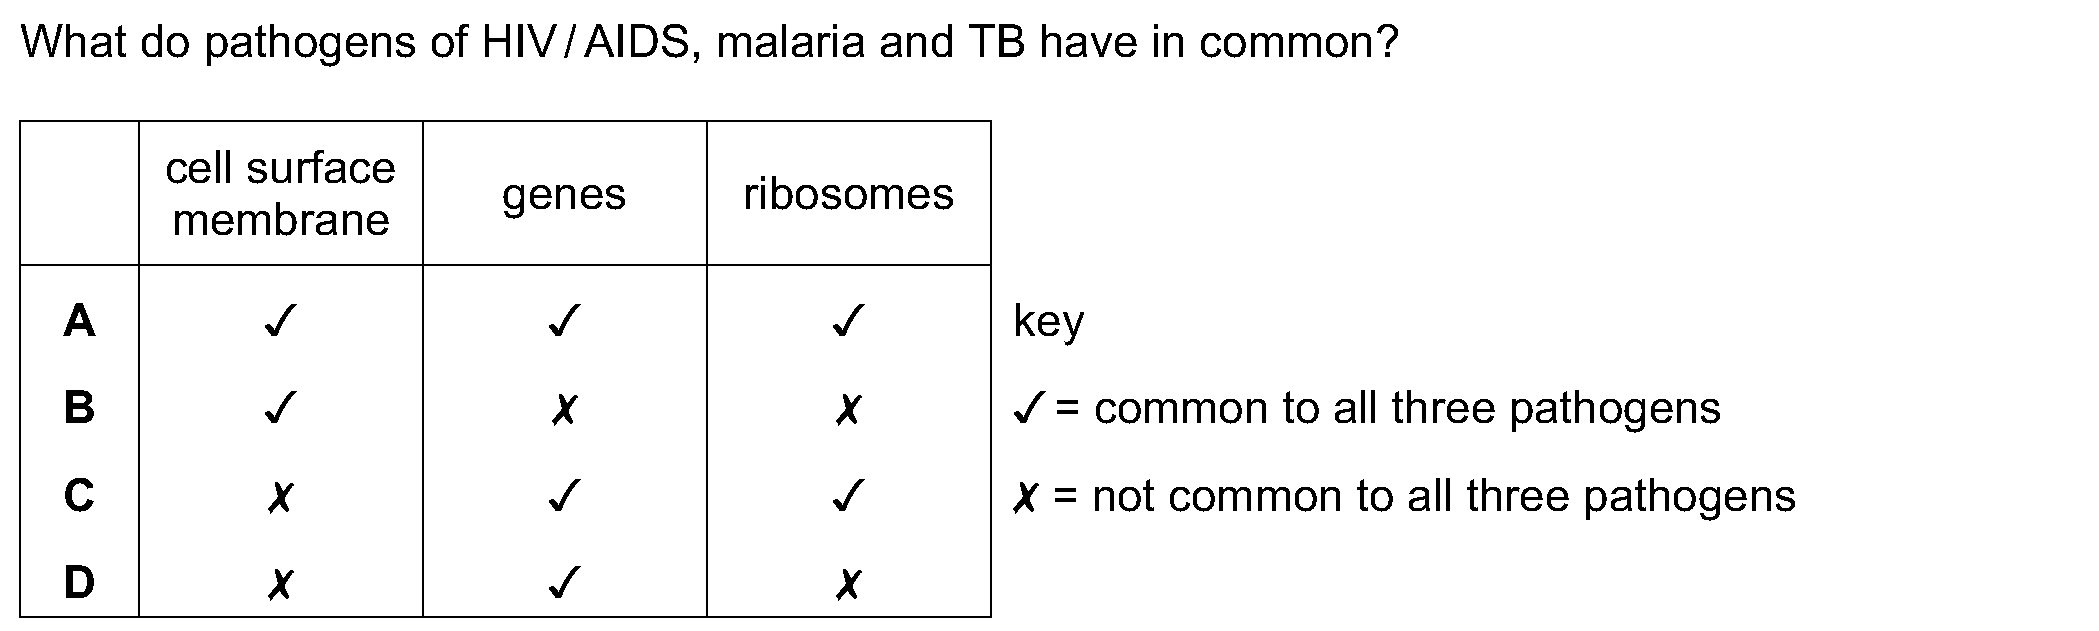 What do pathogens of HIV/AIDS, malaria and TB have in common?
cell surface membrane genes ribosomes
A ✓ ✓ ✓ key
B ✓ ✗ ✗ ✓ = common to all three pathogens
C ✗ ✓ ✓ ✗ = not common to all three pathogens
D ✗ ✓ ✗